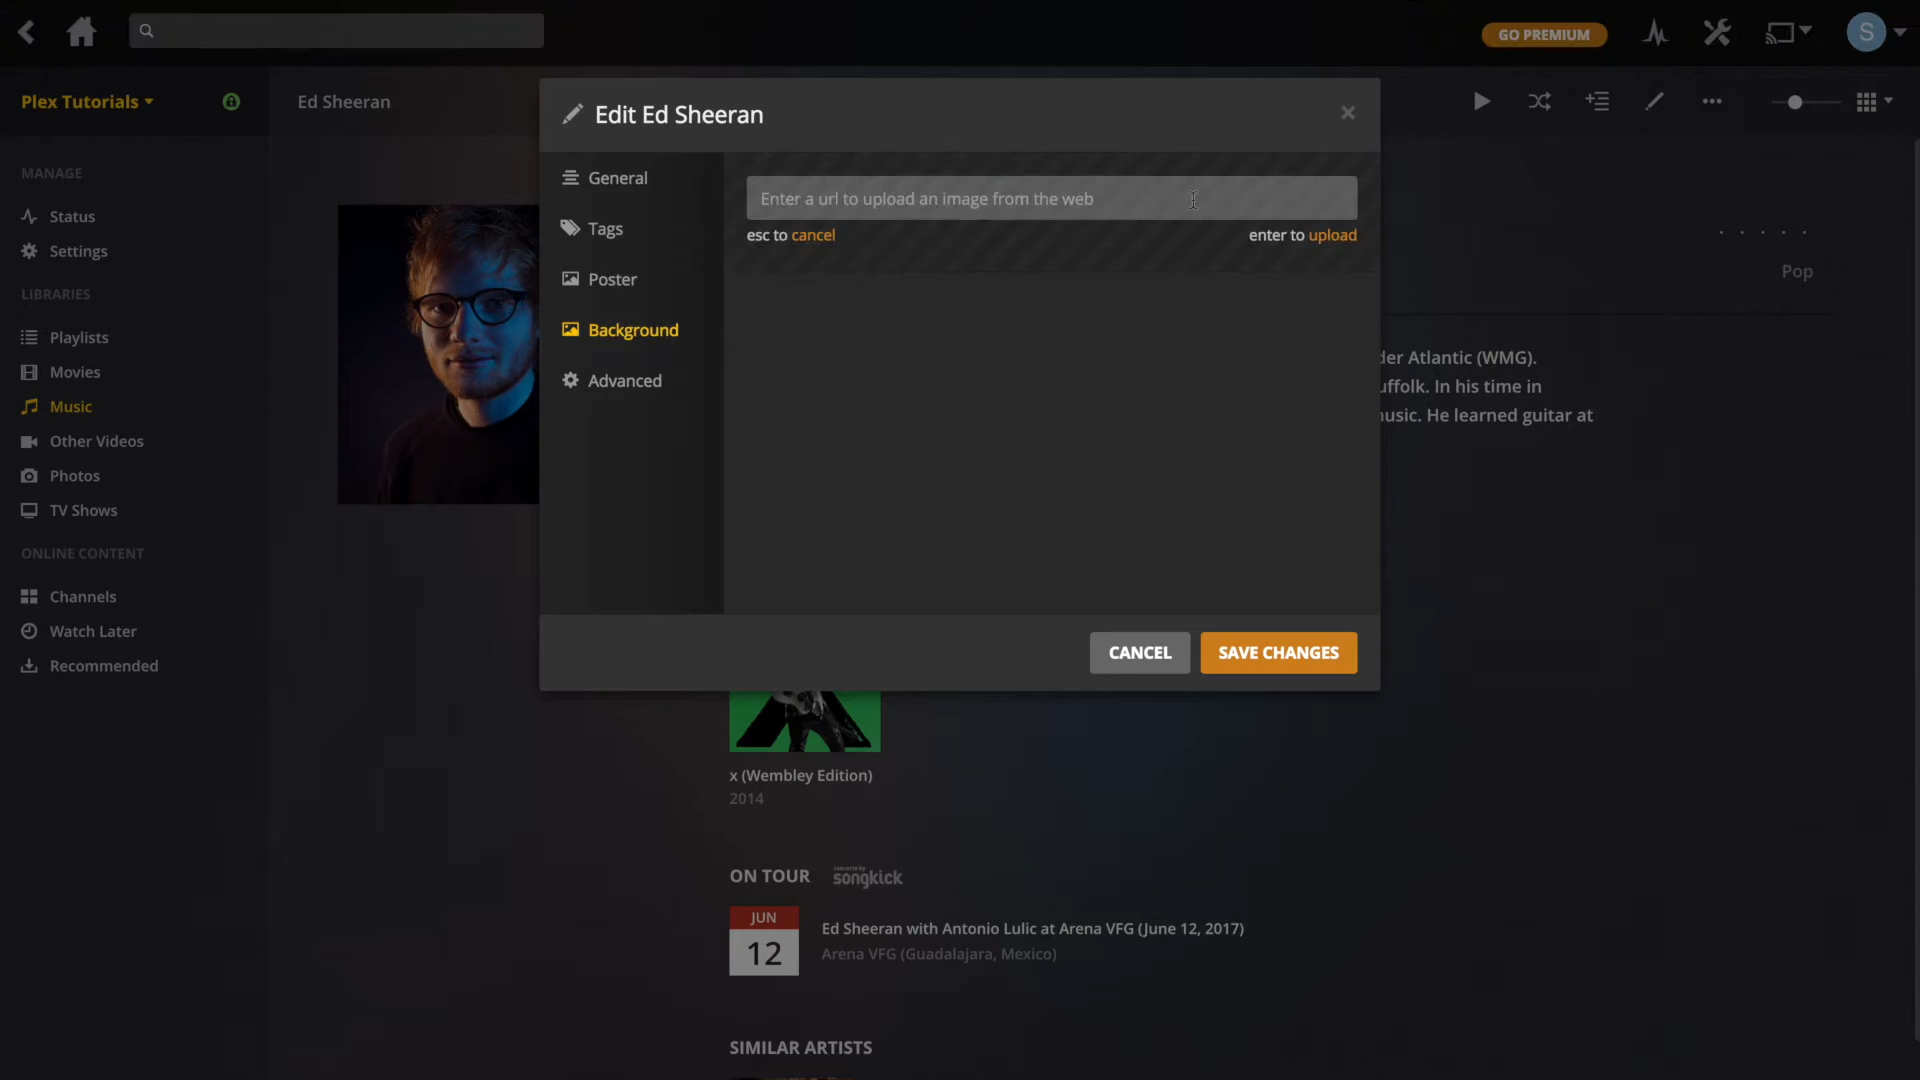 GO PREMIUM
S
Plex Tutorials
Ed Sheeran
MANAGE
Status
Settings
LIBRARIES
Playlists
Movies
Music
Other Videos
Photos
TV Shows
ONLINE CONTENT
Channels
Watch Later
Recommended
Edit Ed Sheeran
General
Tags
Poster
Background
Advanced
Enter a url to upload an image from the web
esc to cancel
enter to upload
CANCEL
SAVE CHANGES
Pop
der Atlantic (WMG).
uffolk. In his time in
nusic. He learned guitar at
x (Wembley Edition)
2014
ON TOUR
concerts by
songkick
JUN
12
Ed Sheeran with Antonio Lulic at Arena VFG (June 12, 2017)
Arena VFG (Guadalajara, Mexico)
SIMILAR ARTISTS